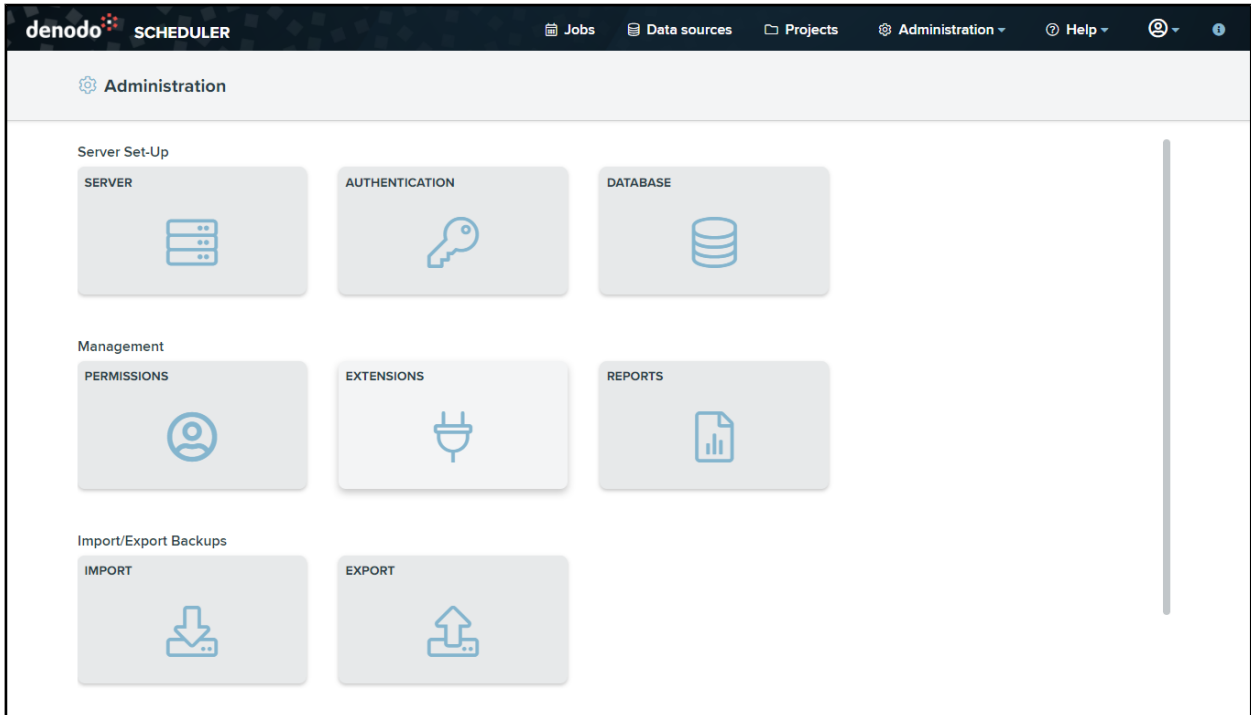 denodo SCHEDULER Jobs Data sources Projects Administration Help
Administration
Server Set-Up
SERVER AUTHENTICATION DATABASE
Management
PERMISSIONS EXTENSIONS REPORTS
Import/Export Backups
IMPORT EXPORT